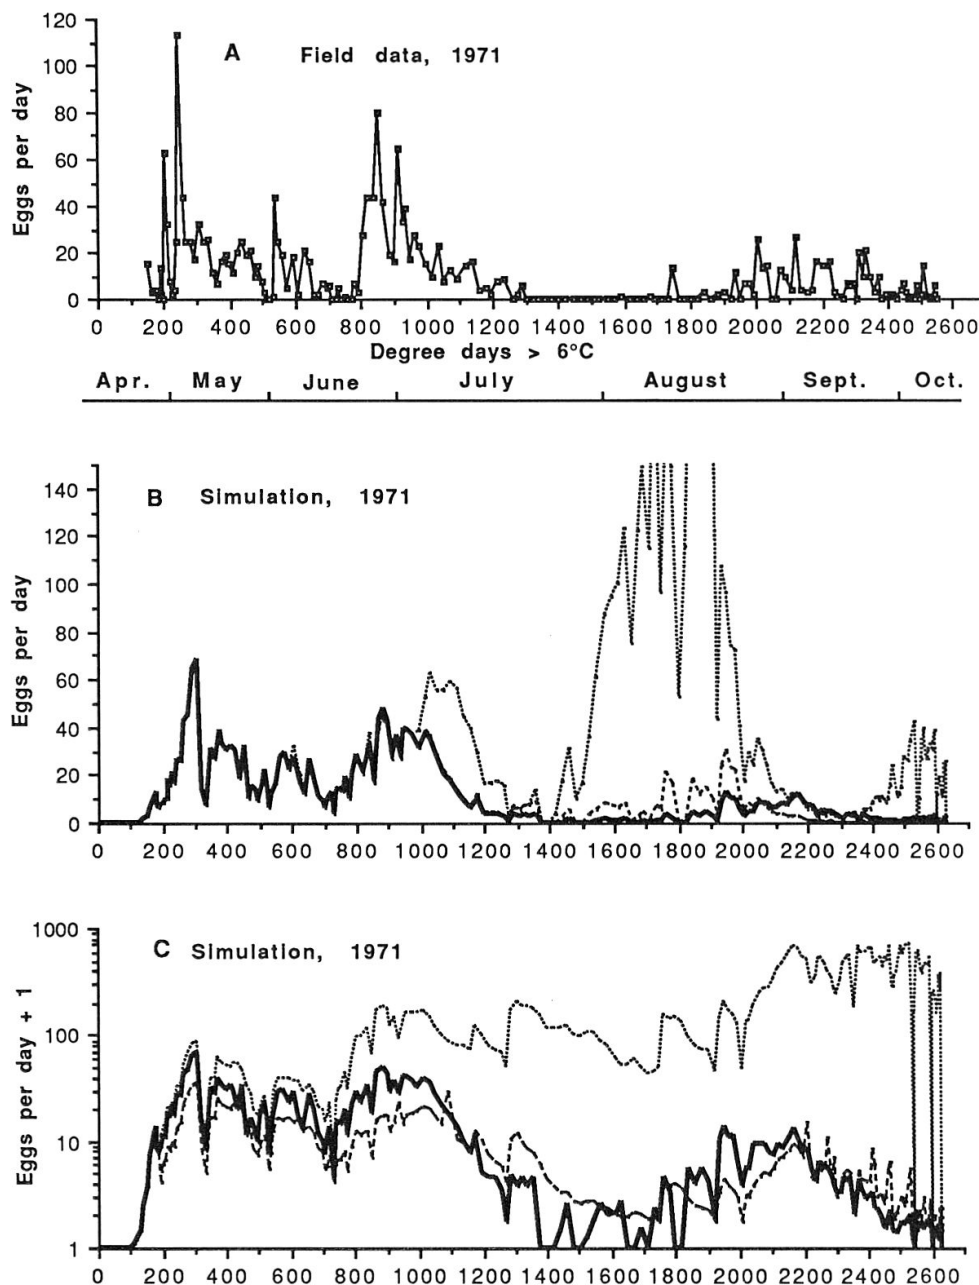 120
A Field data, 1971
100
80
60
40
20
0
Eggs per day
0 200 400 600 800 1000 1200 1400 1600 1800 2000 2200 2400 2600
Degree days > 6°C
Apr. May June July August Sept. Oct.
140
B Simulation, 1971
120
100
80
60
40
20
0
Eggs per day
0 200 400 600 800 1000 1200 1400 1600 1800 2000 2200 2400 2600
1000
C Simulation, 1971
100
10
1
Eggs per day + 1
0 200 400 600 800 1000 1200 1400 1600 1800 2000 2200 2400 2600